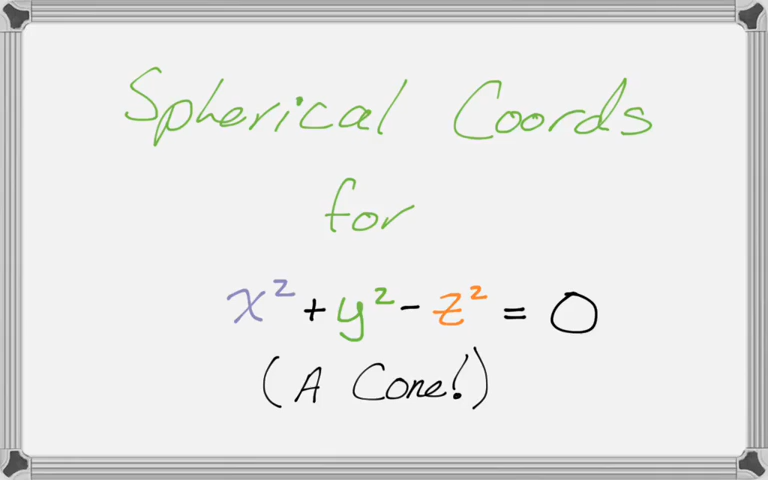 Spherical Coords
for
x² + y² - z² = 0
(A Cone!)